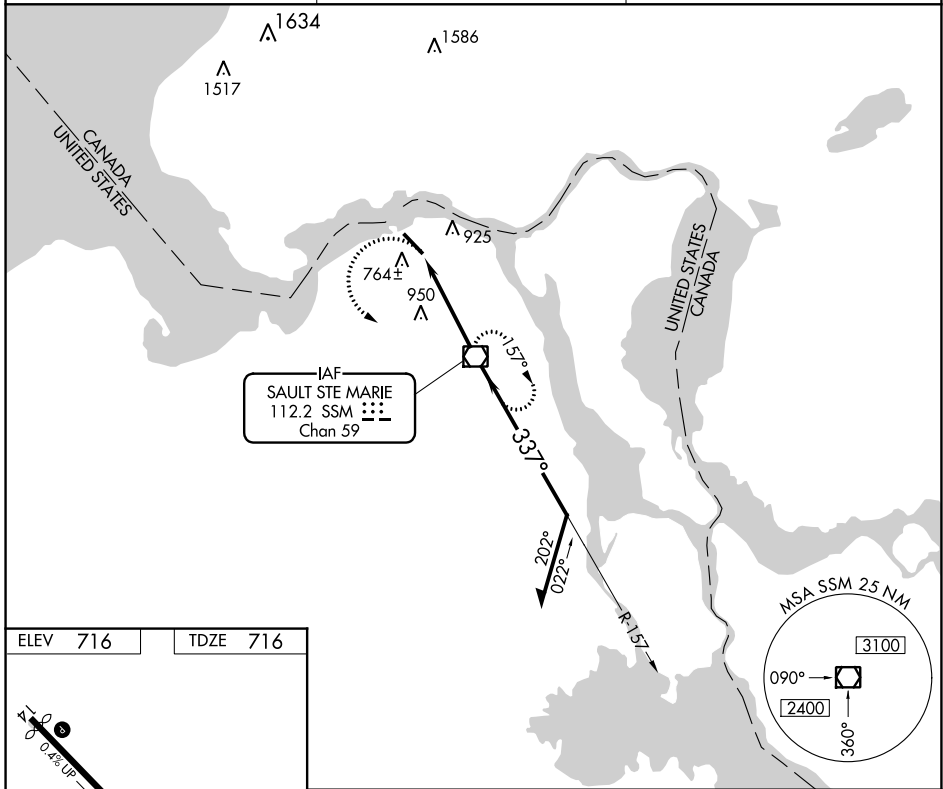 1634
1586
1517
CANADA
UNITED STATES
925
764±
950
UNITED STATES
CANADA
157°
IAF
SAULT STE MARIE
112.2 SSM
Chan 59
337°
202°
022°
R-157
MSA SSM 25 NM
3100
090°
2400
360°
ELEV 716
TDZE 716
14
P
0.4% UP